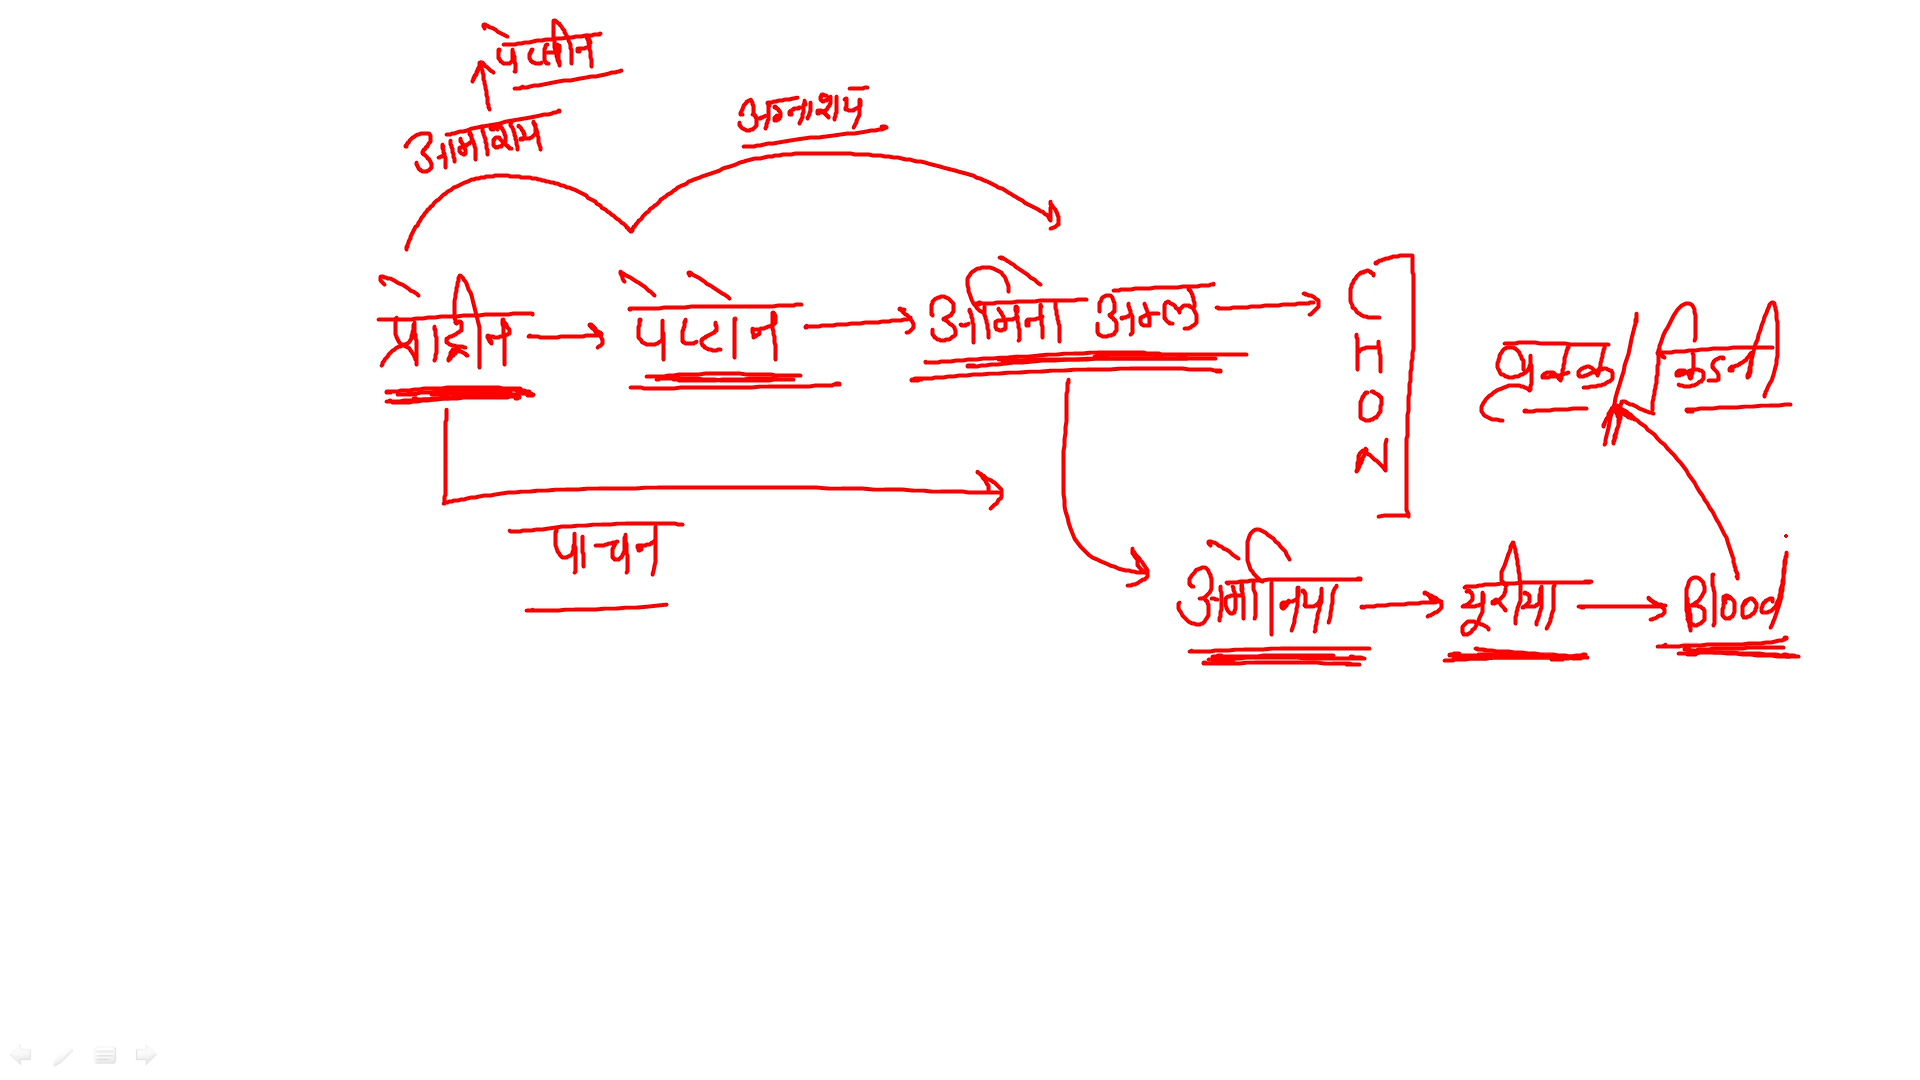 पेप्सीन
आमाशय
अग्नाशय
प्रोटीन → पेप्टोन → अमिनो अम्ल →
C
H
O
N
वृक्क / किडनी
पाचन
अमोनिया → यूरीया → Blood